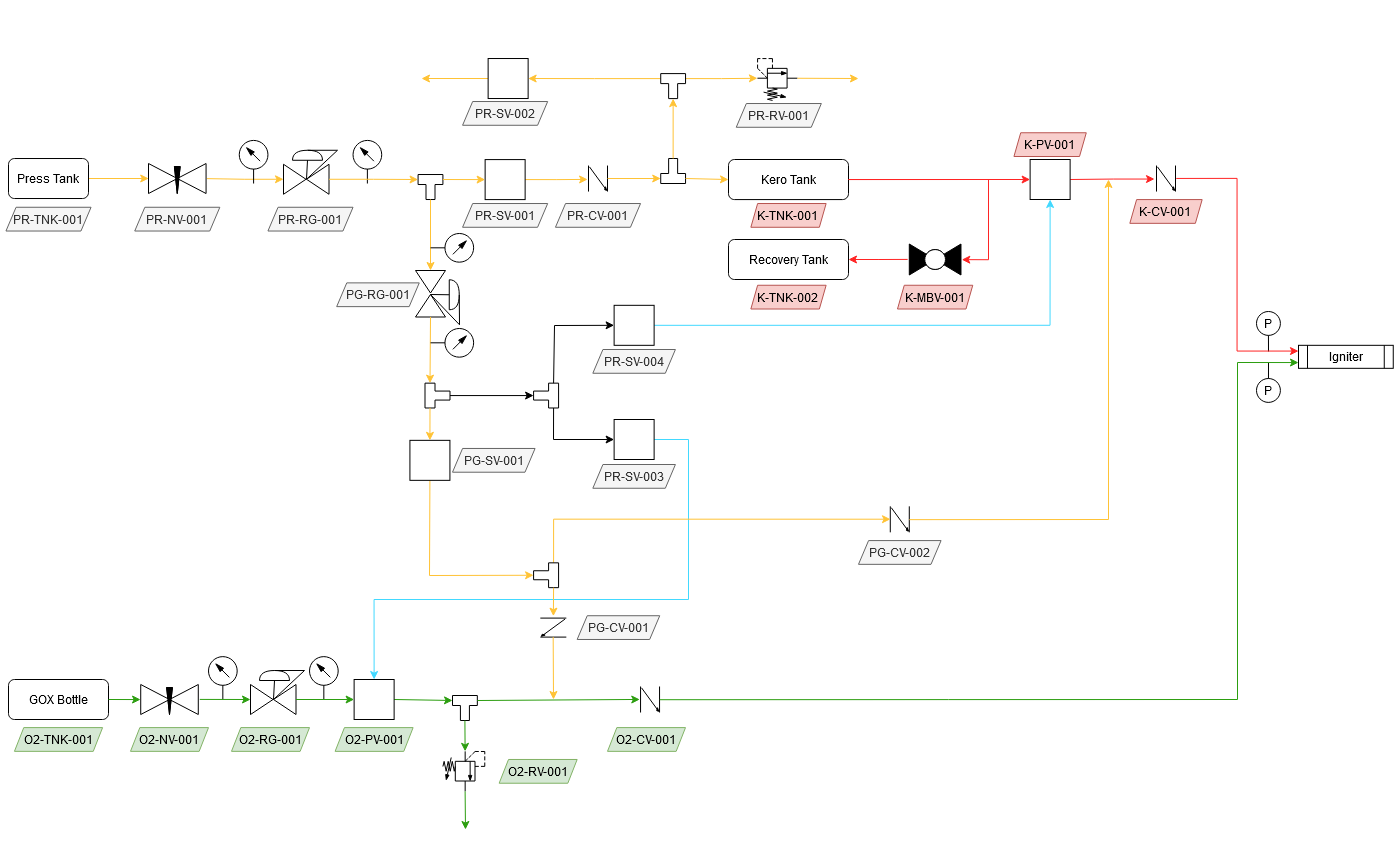 PR-SV-002
PR-RV-001
K-PV-001
Press Tank
Kero Tank
PR-TNK-001
PR-NV-001
PR-RG-001
PR-SV-001
PR-CV-001
K-TNK-001
K-CV-001
Recovery Tank
K-TNK-002
K-MBV-001
PG-RG-001
P
PR-SV-004
Igniter
P
PG-SV-001
PR-SV-003
PG-CV-002
PG-CV-001
GOX Bottle
O2-TNK-001
O2-NV-001
O2-RG-001
O2-PV-001
O2-CV-001
O2-RV-001